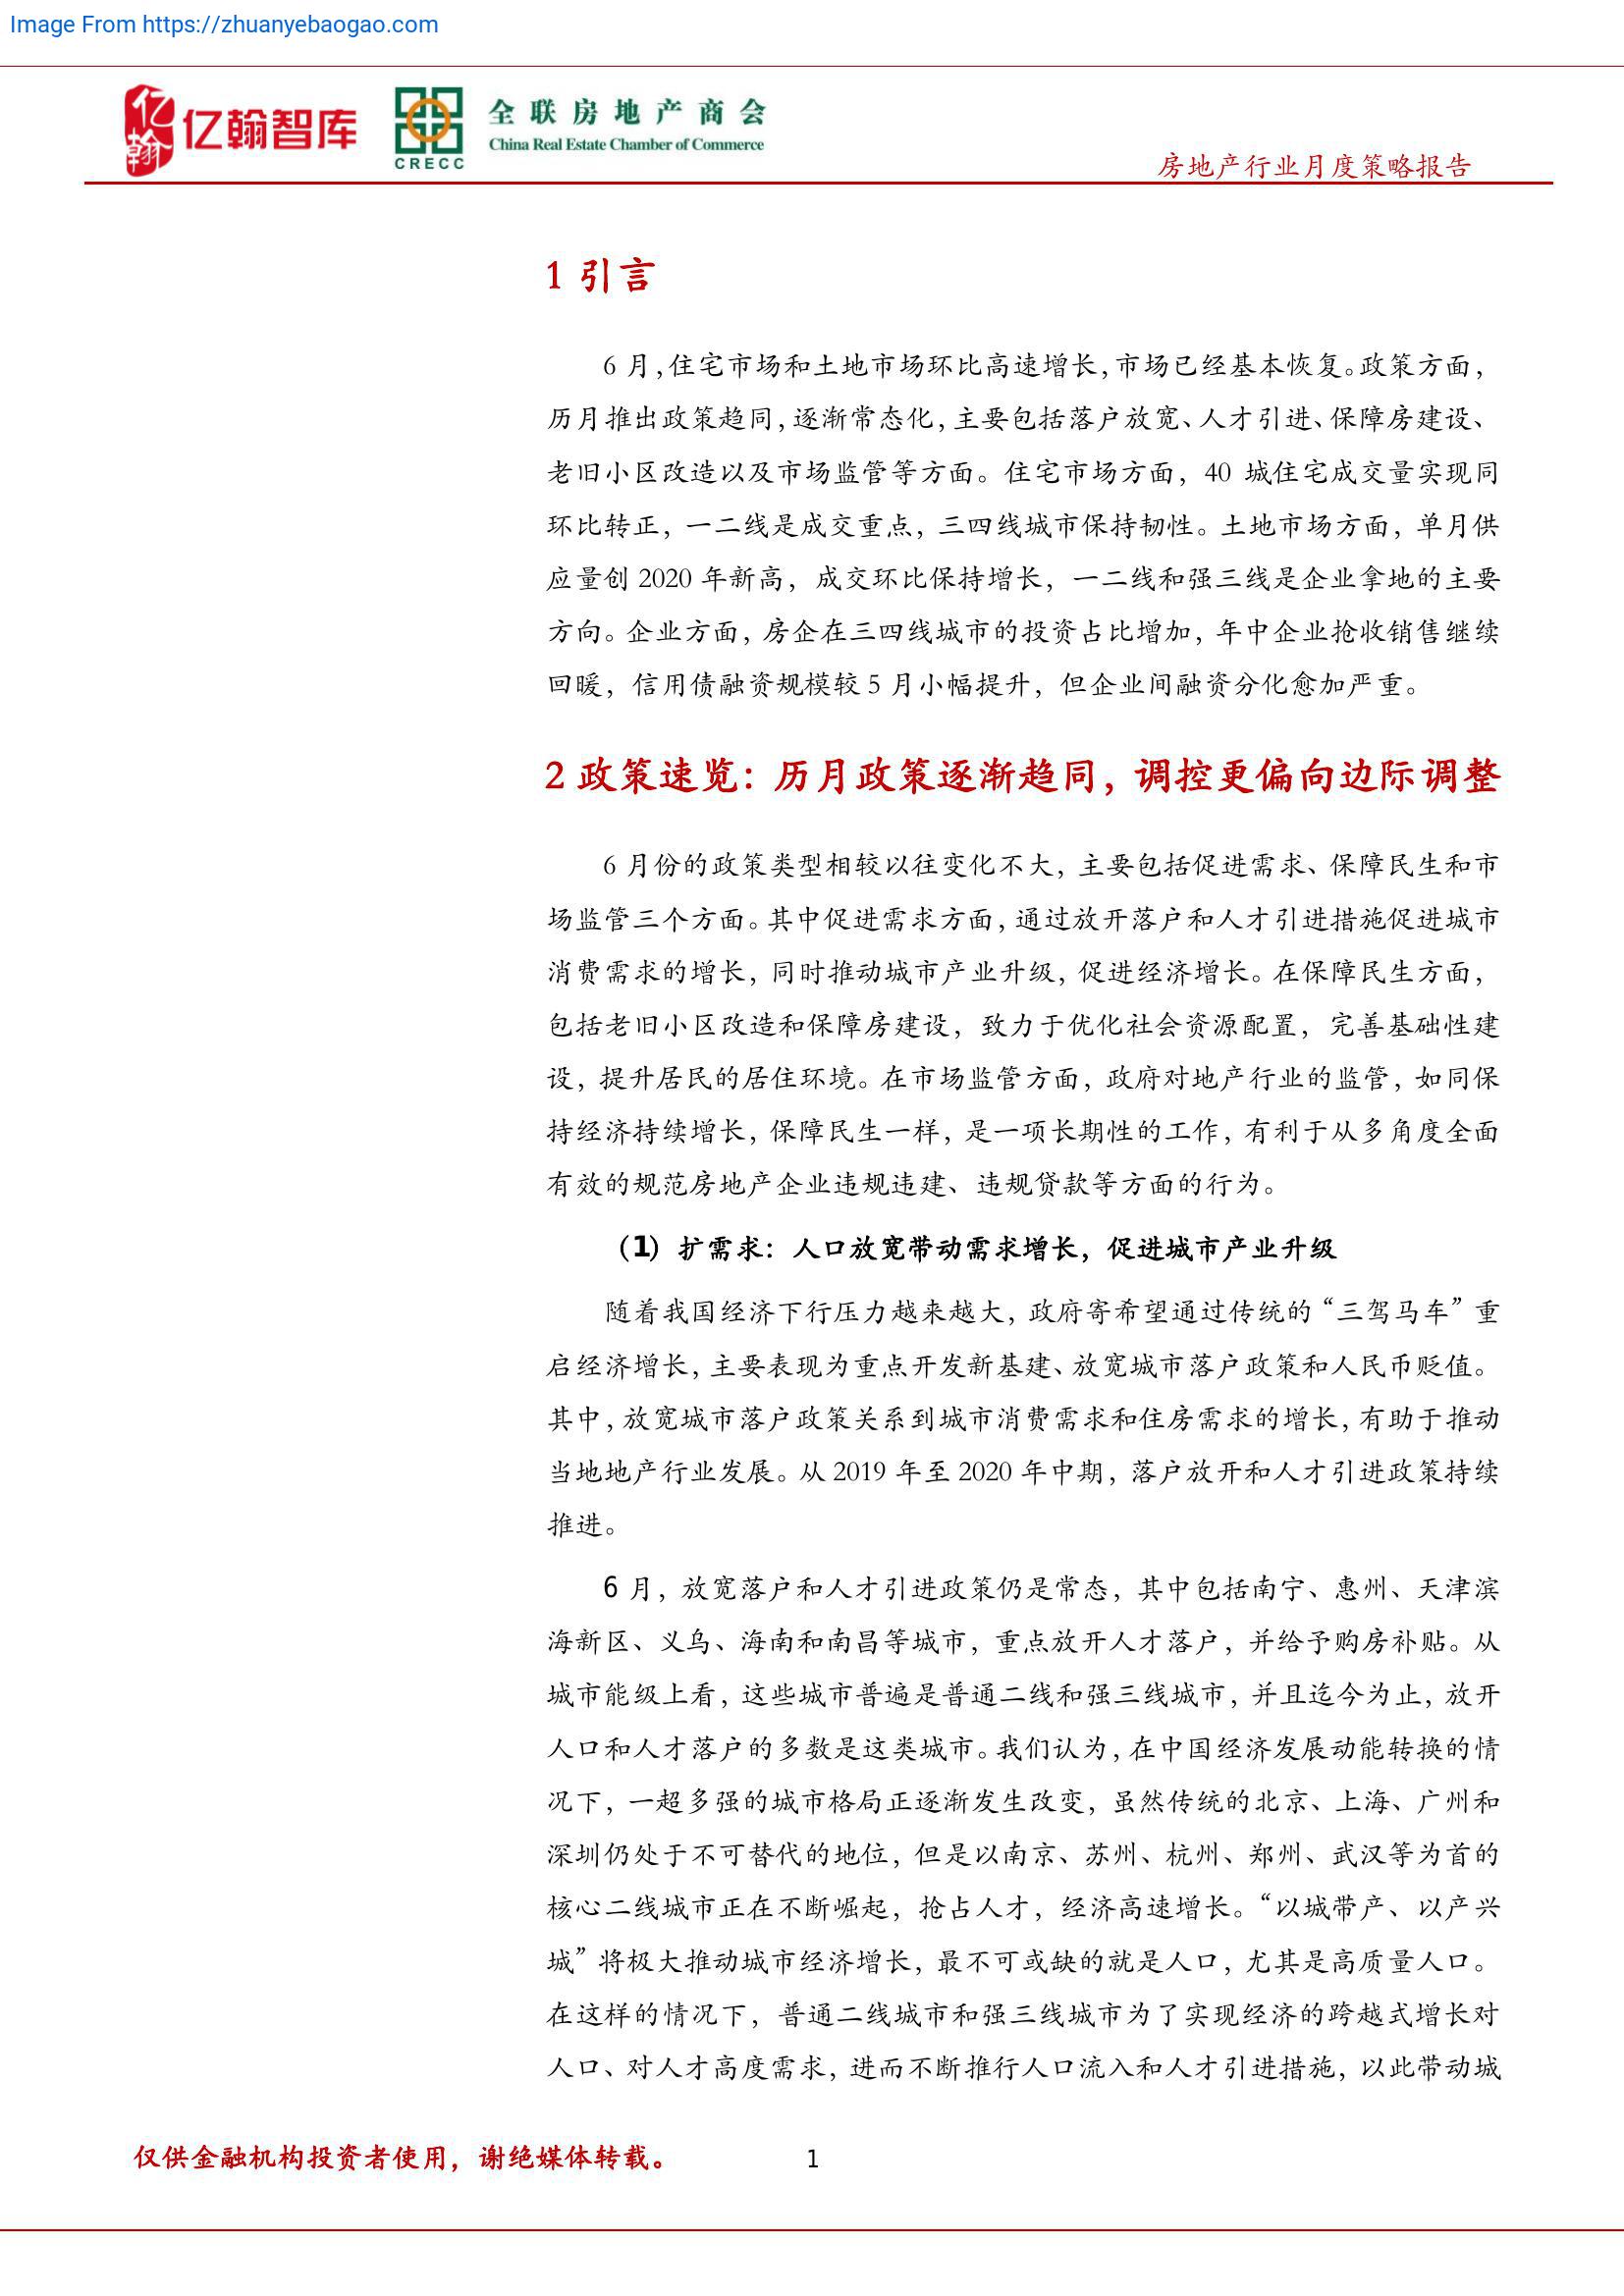 Image From https://zhuanyebaogao.com
亿翰
亿翰智库
CRECC
全联房地产商会
China Real Estate Chamber of Commerce
房地产行业月度策略报告
1 引言
6 月，住宅市场和土地市场环比高速增长，市场已经基本恢复。政策方面，
历月推出政策趋同，逐渐常态化，主要包括落户放宽、人才引进、保障房建设、
老旧小区改造以及市场监管等方面。住宅市场方面，40 城住宅成交量实现同
环比转正，一二线是成交重点，三四线城市保持韧性。土地市场方面，单月供
应量创 2020 年新高，成交环比保持增长，一二线和强三线是企业拿地的主要
方向。企业方面，房企在三四线城市的投资占比增加，年中企业抢收销售继续
回暖，信用债融资规模较 5 月小幅提升，但企业间融资分化愈加严重。
2 政策速览：历月政策逐渐趋同，调控更偏向边际调整
6 月份的政策类型相较以往变化不大，主要包括促进需求、保障民生和市
场监管三个方面。其中促进需求方面，通过放开落户和人才引进措施促进城市
消费需求的增长，同时推动城市产业升级，促进经济增长。在保障民生方面，
包括老旧小区改造和保障房建设，致力于优化社会资源配置，完善基础性建
设，提升居民的居住环境。在市场监管方面，政府对地产行业的监管，如同保
持经济持续增长，保障民生一样，是一项长期性的工作，有利于从多角度全面
有效的规范房地产企业违规违建、违规贷款等方面的行为。
（1）扩需求：人口放宽带动需求增长，促进城市产业升级
随着我国经济下行压力越来越大，政府寄希望通过传统的“三驾马车”重
启经济增长，主要表现为重点开发新基建、放宽城市落户政策和人民币贬值。
其中，放宽城市落户政策关系到城市消费需求和住房需求的增长，有助于推动
当地地产行业发展。从 2019 年至 2020 年中期，落户放开和人才引进政策持续
推进。
6 月，放宽落户和人才引进政策仍是常态，其中包括南宁、惠州、天津滨
海新区、义乌、海南和南昌等城市，重点放开人才落户，并给予购房补贴。从
城市能级上看，这些城市普遍是普通二线和强三线城市，并且迄今为止，放开
人口和人才落户的多数是这类城市。我们认为，在中国经济发展动能转换的情
况下，一超多强的城市格局正逐渐发生改变，虽然传统的北京、上海、广州和
深圳仍处于不可替代的地位，但是以南京、苏州、杭州、郑州、武汉等为首的
核心二线城市正在不断崛起，抢占人才，经济高速增长。“以城带产、以产兴
城”将极大推动城市经济增长，最不可或缺的就是人口，尤其是高质量人口。
在这样的情况下，普通二线城市和强三线城市为了实现经济的跨越式增长对
人口、对人才高度需求，进而不断推行人口流入和人才引进措施，以此带动城
仅供金融机构投资者使用，谢绝媒体转载。
1